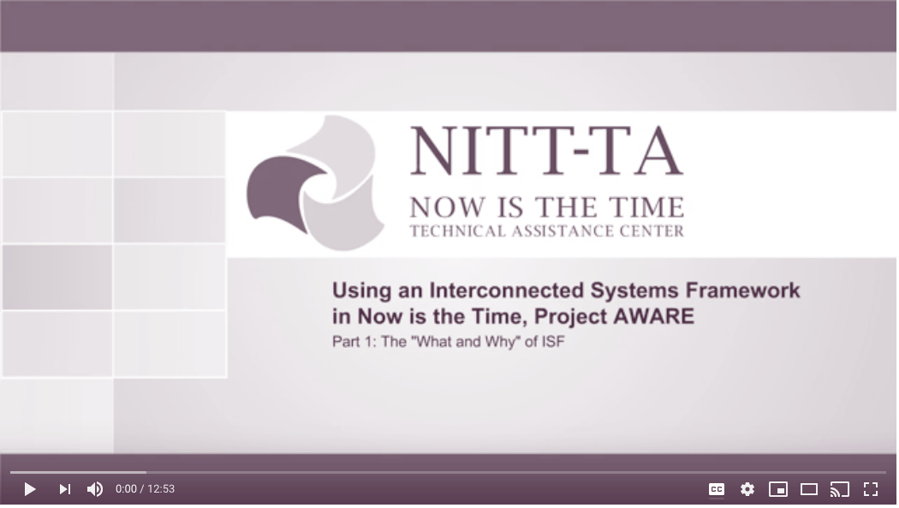 NITT-TA
NOW IS THE TIME
TECHNICAL ASSISTANCE CENTER
Using an Interconnected Systems Framework
in Now is the Time, Project AWARE
Part 1: The "What and Why" of ISF
0:00 / 12:53
CC